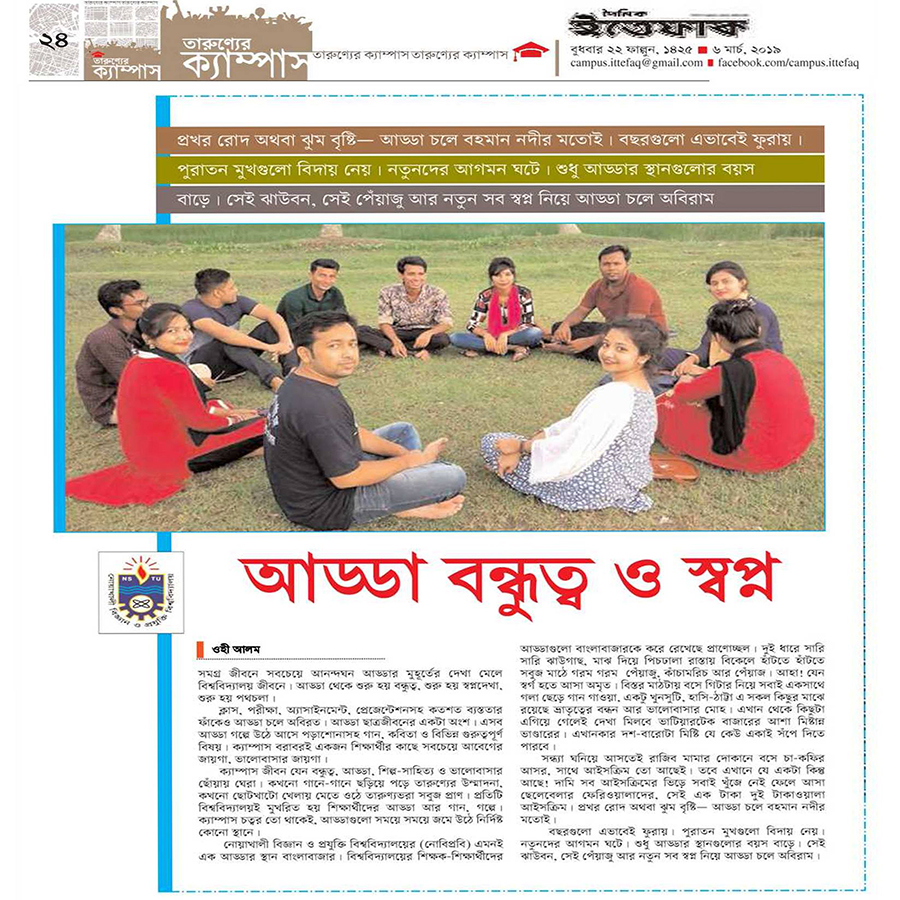 ২৪
তারুণ্যের
ক্যাম্পাস
তারুণ্যের
ক্যাম্পাস
তারুণ্যের ক্যাম্পাস তারুণ্যের ক্যাম্পাস
দৈনিক
ইত্তেফাক
বুধবার ২২ ফাল্গুন, ১৪২৫ ■ ৬ মার্চ, ২০১৯
campus.ittefaq@gmail.com ■ facebook.com/campus.ittefaq
প্রখর রোদ অথবা ঝুম বৃষ্টি— আড্ডা চলে বহমান নদীর মতোই। বছরগুলো এভাবেই ফুরায়।
পুরাতন মুখগুলো বিদায় নেয়। নতুনদের আগমন ঘটে। শুধু আড্ডার স্থানগুলোর বয়স
বাড়ে। সেই ঝাউবন, সেই পেঁয়াজু আর নতুন সব স্বপ্ন নিয়ে আড্ডা চলে অবিরাম
NS TU
নোয়াখালী বিজ্ঞান ও প্রযুক্তি বিশ্ববিদ্যালয়
আড্ডা বন্ধুত্ব ও স্বপ্ন
ওহী আলম
সমগ্র জীবনে সবচেয়ে আনন্দঘন আড্ডার মুহূর্তের দেখা মেলে
বিশ্ববিদ্যালয় জীবনে। আড্ডা থেকে শুরু হয় বন্ধুত্ব, শুরু হয় স্বপ্নদেখা,
শুরু হয় পথচলা।
ক্লাস, পরীক্ষা, অ্যাসাইনমেন্ট, প্রেজেন্টেশনসহ কতশত ব্যস্ততার
ফাঁকেও আড্ডা চলে অবিরত। আড্ডা ছাত্রজীবনের একটা অংশ। এসব
আড্ডা গল্পে উঠে আসে পড়াশোনাসহ গান, কবিতা ও বিভিন্ন গুরুত্বপূর্ণ
বিষয়। ক্যাম্পাস বরাবরই একজন শিক্ষার্থীর কাছে সবচেয়ে আবেগের
জায়গা, ভালোবাসার জায়গা।
ক্যাম্পাস জীবন যেন বন্ধুত্ব, আড্ডা, শিল্প-সাহিত্য ও ভালোবাসার
ছোঁয়ায় ঘেরা। কখনো গানে-গানে ছড়িয়ে পড়ে তারুণ্যের উন্মাদনা,
কখনো ছোটখাটো খেলায় মেতে ওঠে তারুণ্যভরা সবুজ প্রাণ। প্রতিটি
বিশ্ববিদ্যালয়ই মুখরিত হয় শিক্ষার্থীদের আড্ডা আর গান, গল্পে।
ক্যাম্পাস চত্বর তো থাকেই, আড্ডাগুলো সময়ে সময়ে জমে উঠে নির্দিষ্ট
কোনো স্থানে।
নোয়াখালী বিজ্ঞান ও প্রযুক্তি বিশ্ববিদ্যালয়ের (নোবিপ্রবি) এমনই
এক আড্ডার স্থান বাংলাবাজার। বিশ্ববিদ্যালয়ের শিক্ষক-শিক্ষার্থীদের
আড্ডাগুলো বাংলাবাজারকে করে রেখেছে প্রাণোচ্ছল। দুই ধারে সারি
সারি ঝাউগাছ, মাঝ দিয়ে পিচঢালা রাস্তায় বিকেলে হাঁটতে হাঁটতে
সবুজ মাঠে গরম গরম পেঁয়াজু, কাঁচামরিচ আর পেঁয়াজ। আহা! যেন
স্বর্গ হতে আসা অমৃত। বিস্তর মাঠটায় বসে গিটার নিয়ে সবাই একসাথে
গলা ছেড়ে গান গাওয়া, একটু খুনসুটি, হাসি-ঠাট্টা এ সকল কিছুর মাঝে
রয়েছে ভ্রাতৃত্বের বন্ধন আর ভালোবাসার মোহ। এখান থেকে কিছুটা
এগিয়ে গেলেই দেখা মিলবে ভাটিয়ারটেক বাজারের আশা মিষ্টান্ন
ভাণ্ডারের। এখানকার দশ-বারোটা মিষ্টি যে কেউ একাই সঁপে দিতে
পারবে।
সন্ধ্যা ঘনিয়ে আসতেই রাজিব মামার দোকানে বসে চা-কফির
আসর, সাথে আইসক্রিম তো আছেই। তবে এখানে যে একটা কিন্তু
আছে! দামি সব আইসক্রিমের ভিড়ে সবাই খুঁজে নেই ফেলে আসা
ছেলেবেলার ফেরিওয়ালাদের, সেই এক টাকা দুই টাকাওয়ালা
আইসক্রিম। প্রখর রোদ অথবা ঝুম বৃষ্টি— আড্ডা চলে বহমান নদীর
মতোই।
বছরগুলো এভাবেই ফুরায়। পুরাতন মুখগুলো বিদায় নেয়।
নতুনদের আগমন ঘটে। শুধু আড্ডার স্থানগুলোর বয়স বাড়ে। সেই
ঝাউবন, সেই পেঁয়াজু আর নতুন সব স্বপ্ন নিয়ে আড্ডা চলে অবিরাম।